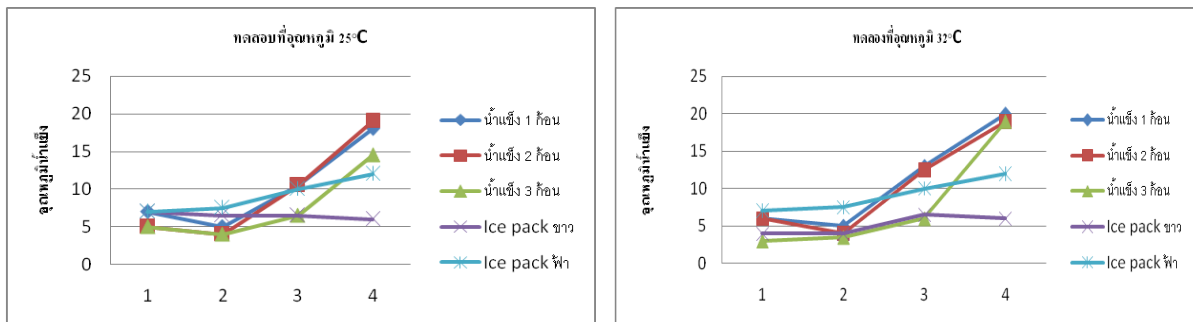 ทดสอบที่อุณหภูมิ 25°C
อุณหภูมิน้ำแข็ง
25
20
15
10
5
0
1 2 3 4
น้ำแข็ง 1 ก้อน
น้ำแข็ง 2 ก้อน
น้ำแข็ง 3 ก้อน
Ice pack ขาว
Ice pack ฟ้า
ทดลองที่อุณหภูมิ 32°C
อุณหภูมิน้ำแข็ง
25
20
15
10
5
0
1 2 3 4
น้ำแข็ง 1 ก้อน
น้ำแข็ง 2 ก้อน
น้ำแข็ง 3 ก้อน
Ice pack ขาว
Ice pack ฟ้า